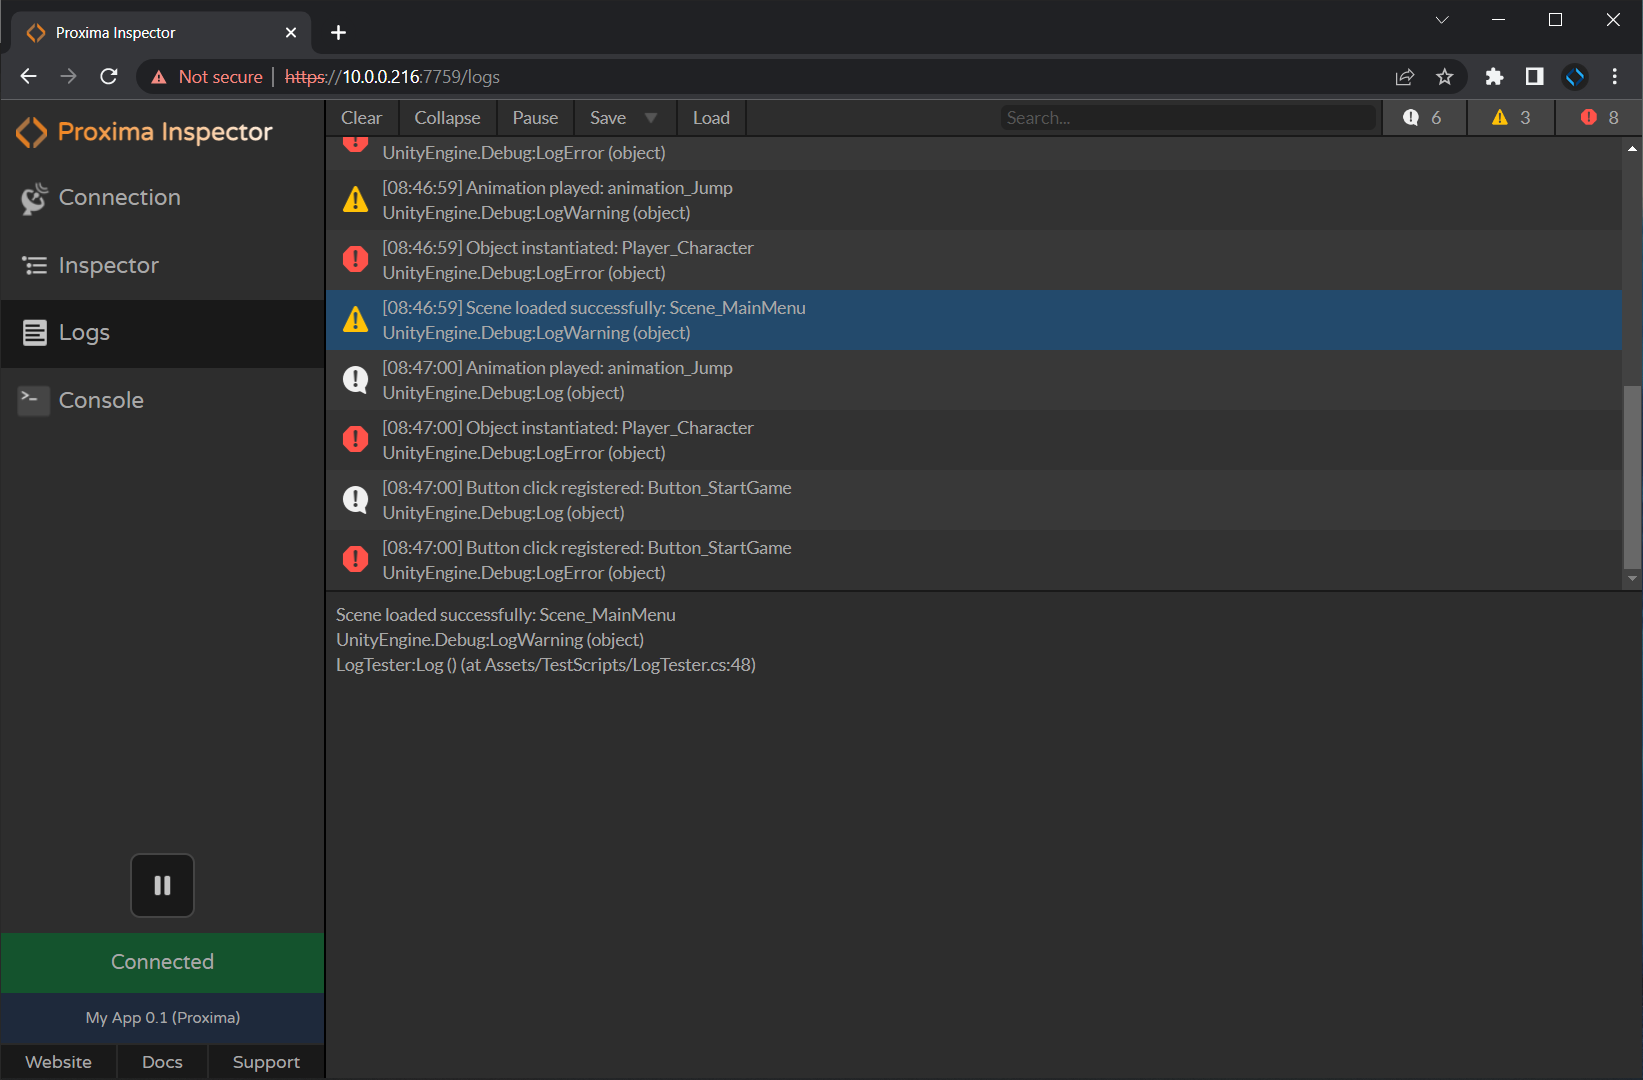 Proxima Inspector
Not secure | https://10.0.0.216:7759/logs
Proxima Inspector
Connection
Inspector
Logs
Console
Connected
My App 0.1 (Proxima)
Website
Docs
Support
Clear
Collapse
Pause
Save
Load
Search...
6
3
8
UnityEngine.Debug:LogError (object)
[08:46:59] Animation played: animation_Jump
UnityEngine.Debug:LogWarning (object)
[08:46:59] Object instantiated: Player_Character
UnityEngine.Debug:LogError (object)
[08:46:59] Scene loaded successfully: Scene_MainMenu
UnityEngine.Debug:LogWarning (object)
[08:47:00] Animation played: animation_Jump
UnityEngine.Debug:Log (object)
[08:47:00] Object instantiated: Player_Character
UnityEngine.Debug:LogError (object)
[08:47:00] Button click registered: Button_StartGame
UnityEngine.Debug:Log (object)
[08:47:00] Button click registered: Button_StartGame
UnityEngine.Debug:LogError (object)
Scene loaded successfully: Scene_MainMenu
UnityEngine.Debug:LogWarning (object)
LogTester:Log () (at Assets/TestScripts/LogTester.cs:48)